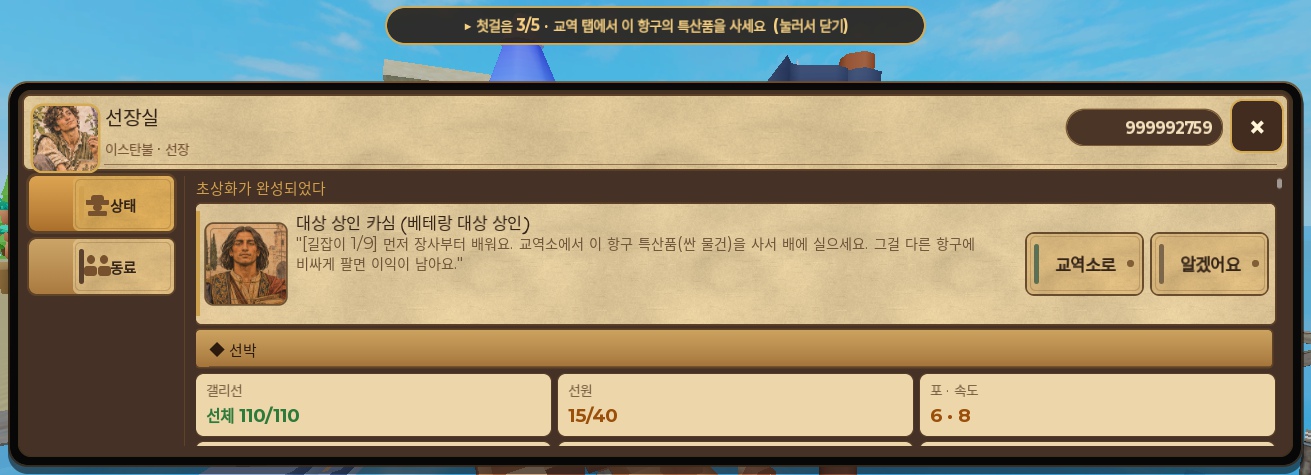 ▸ 첫걸음 3/5 · 교역 탭에서 이 항구의 특산품을 사세요 (눌러서 닫기)
선장실
이스탄불 · 선장
999992759
×
상태
동료
초상화가 완성되었다
대상 상인 카심 (베테랑 대상 상인)
"[길잡이 1/9] 먼저 장사부터 배워요. 교역소에서 이 항구 특산품(싼 물건)을 사서 배에 실으세요. 그걸 다른 항구에
비싸게 팔면 이익이 남아요."
교역소로
알겠어요
◆ 선박
갤리선
선체 110/110
선원
15/40
포 · 속도
6 · 8